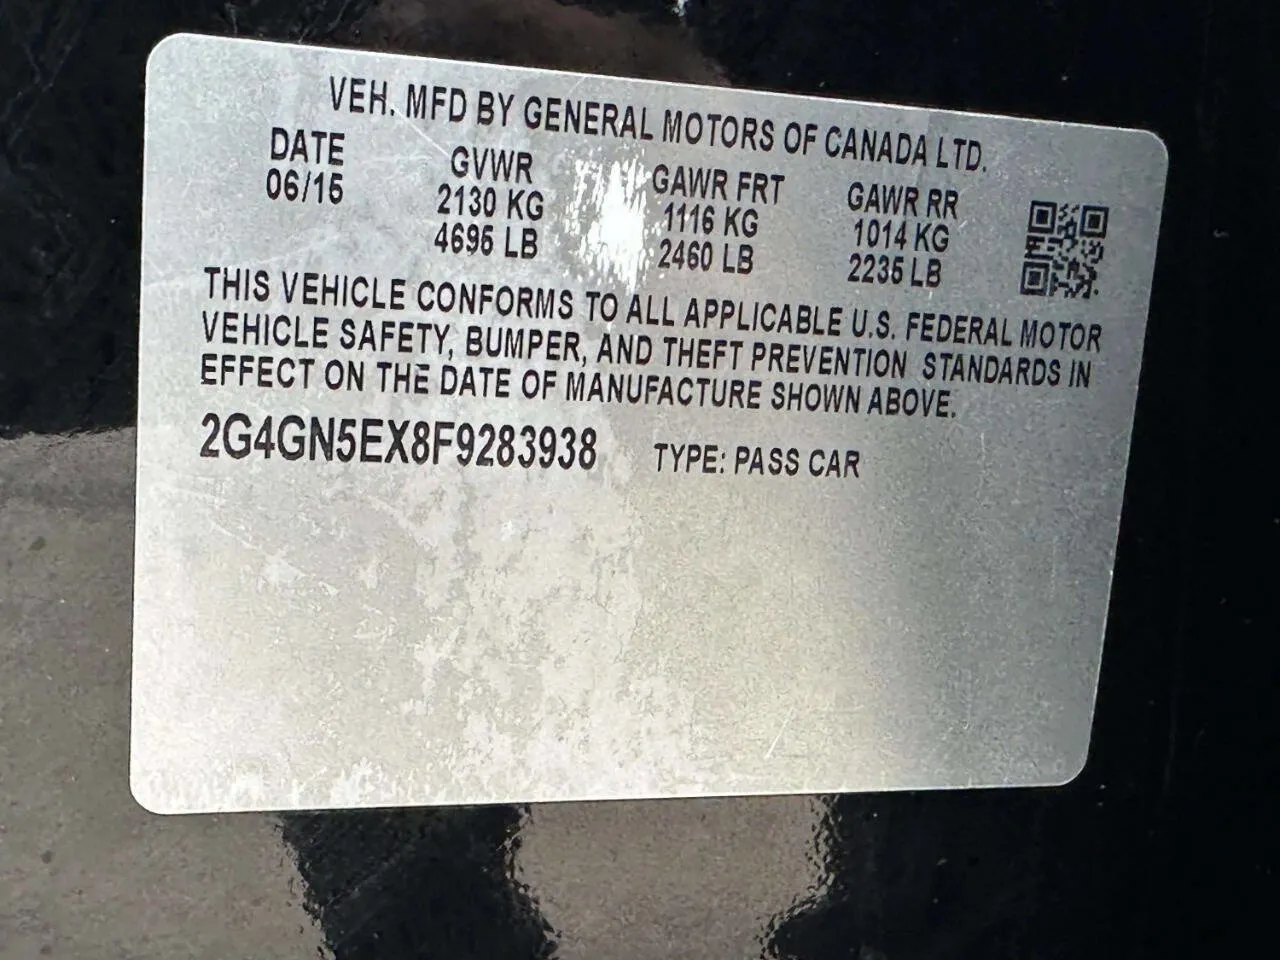 VEH. MFD BY GENERAL MOTORS OF CANADA LTD.
DATE GVWR GAWR FRT GAWR RR
06/15 2130 KG 1116 KG 1014 KG
4695 LB 2460 LB 2235 LB
THIS VEHICLE CONFORMS TO ALL APPLICABLE U.S. FEDERAL MOTOR
VEHICLE SAFETY, BUMPER, AND THEFT PREVENTION STANDARDS IN
EFFECT ON THE DATE OF MANUFACTURE SHOWN ABOVE.
2G4GN5EX8F9283938 TYPE: PASS CAR